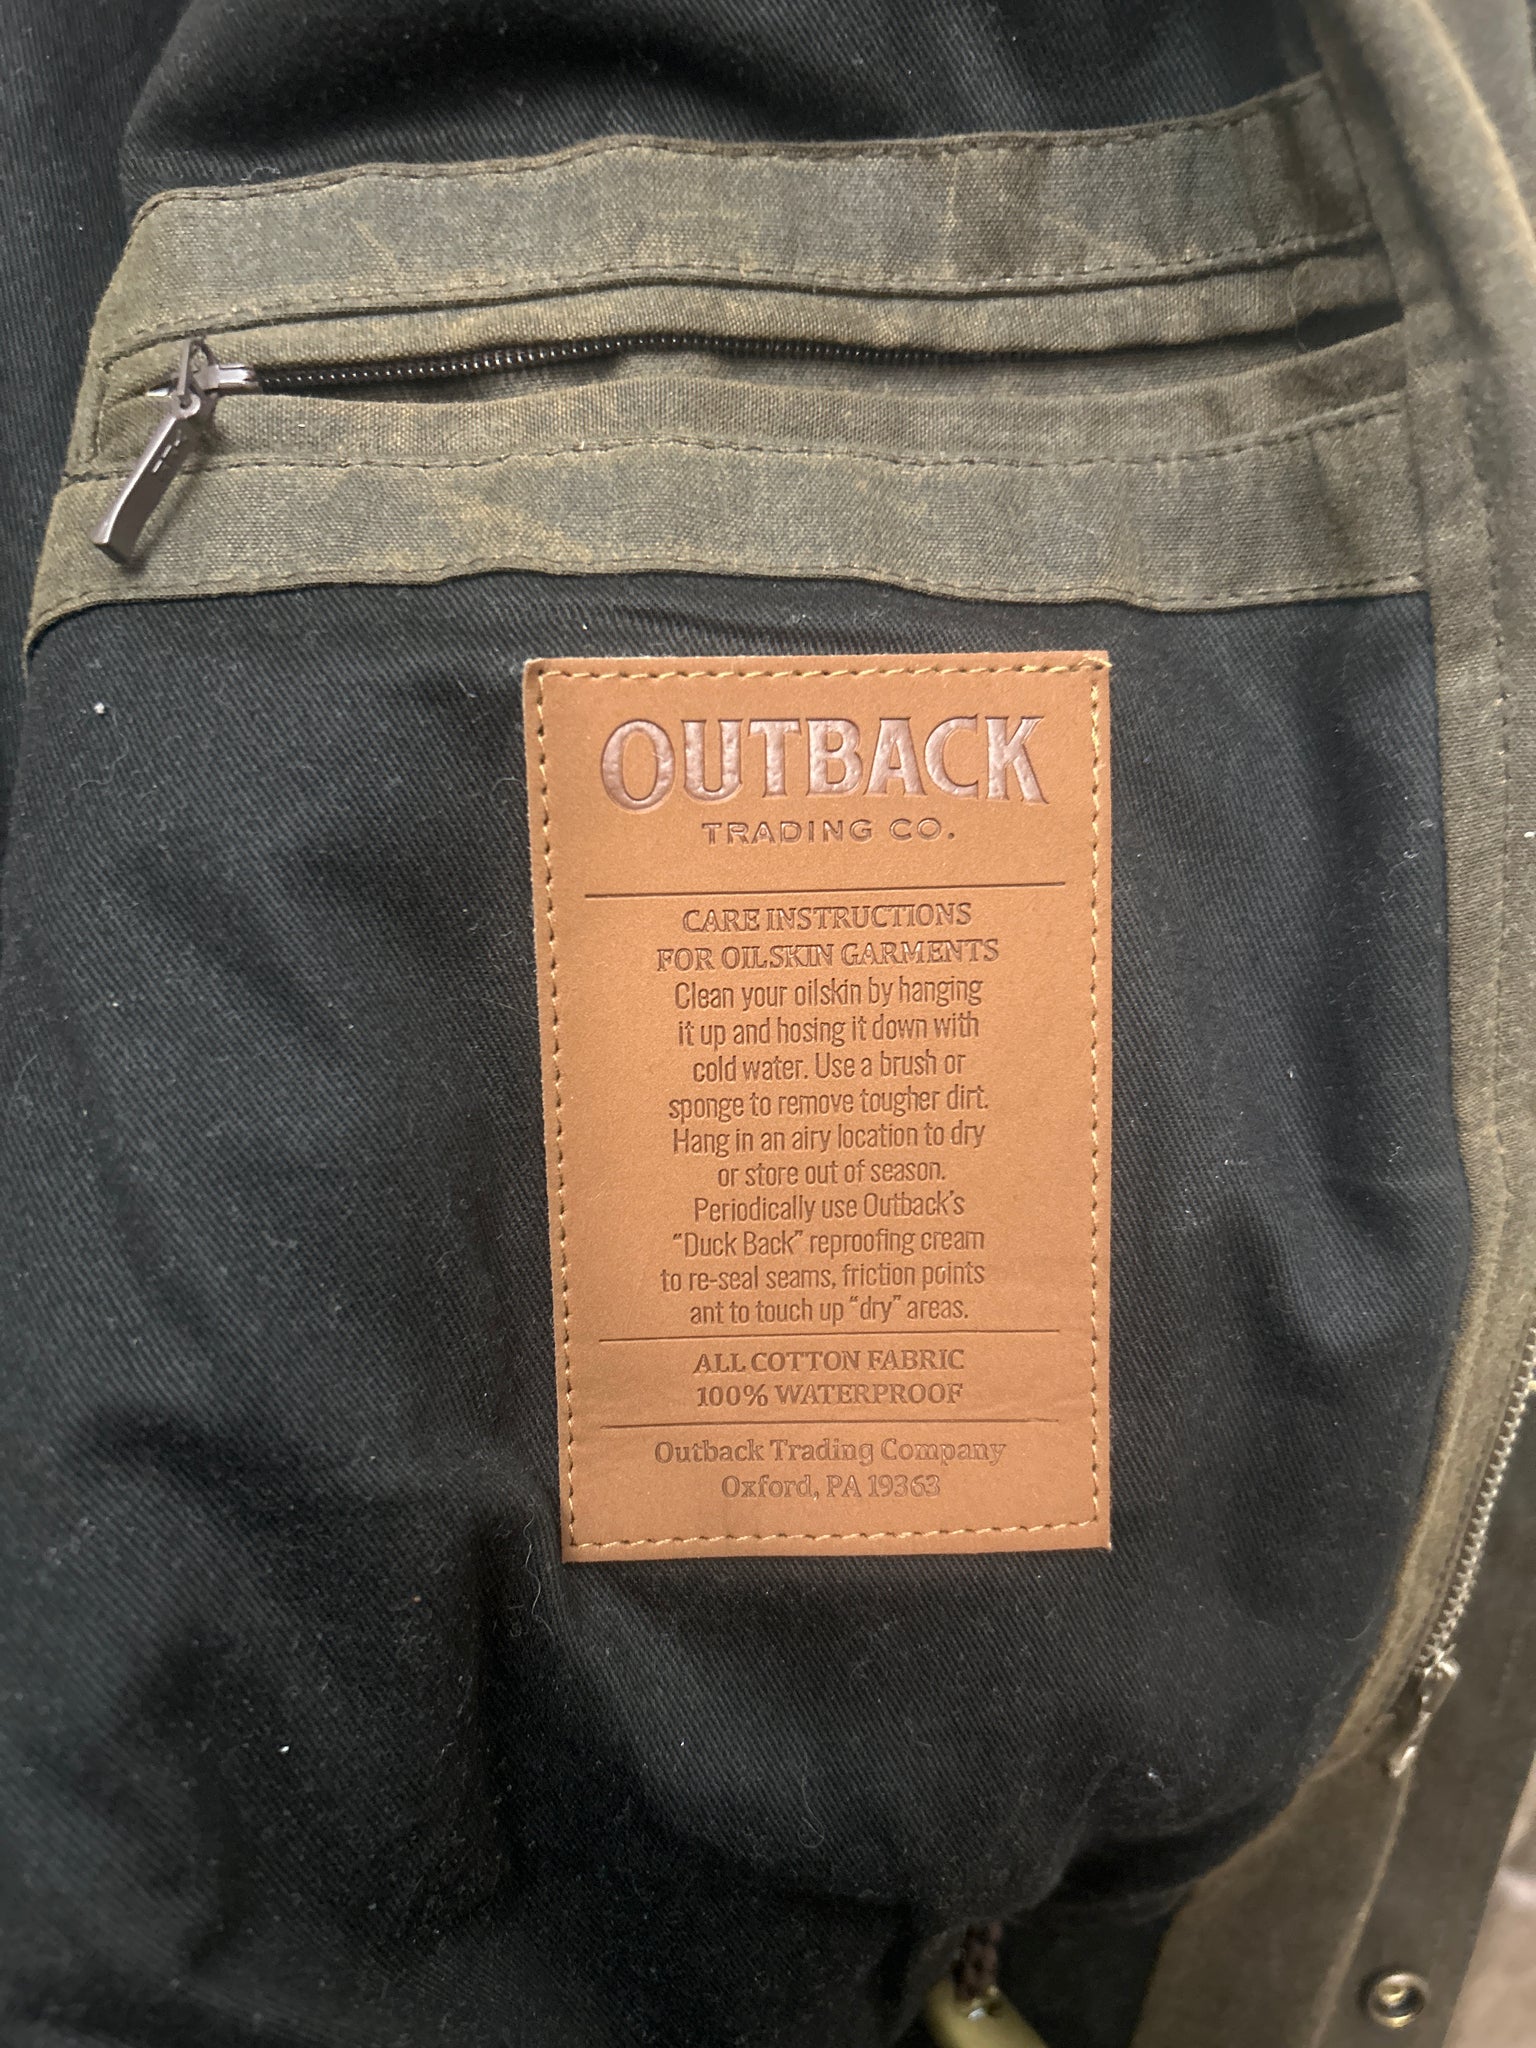 OUTBACK
TRADING CO.
CARE INSTRUCTIONS
FOR OILSKIN GARMENTS
Clean your oilskin by hanging
it up and hosing it down with
cold water. Use a brush or
sponge to remove tougher dirt.
Hang in an airy location to dry
or store out of season.
Periodically use Outback's
“Duck Back” reproofing cream
to re-seal seams, friction points
ant to touch up “dry” areas.
ALL COTTON FABRIC
100% WATERPROOF
Outback Trading Company
Oxford, PA 19363